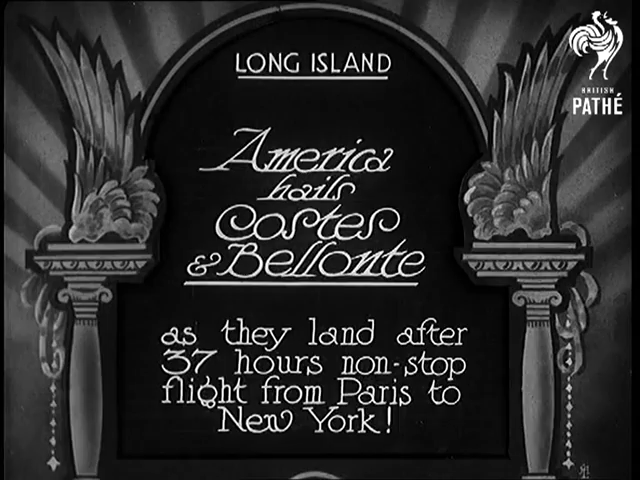 LONG ISLAND
BRITISH
PATHÉ
America
hails
Costes
& Bellonte
as they land after
37 hours non-stop
flight from Paris to
New York!